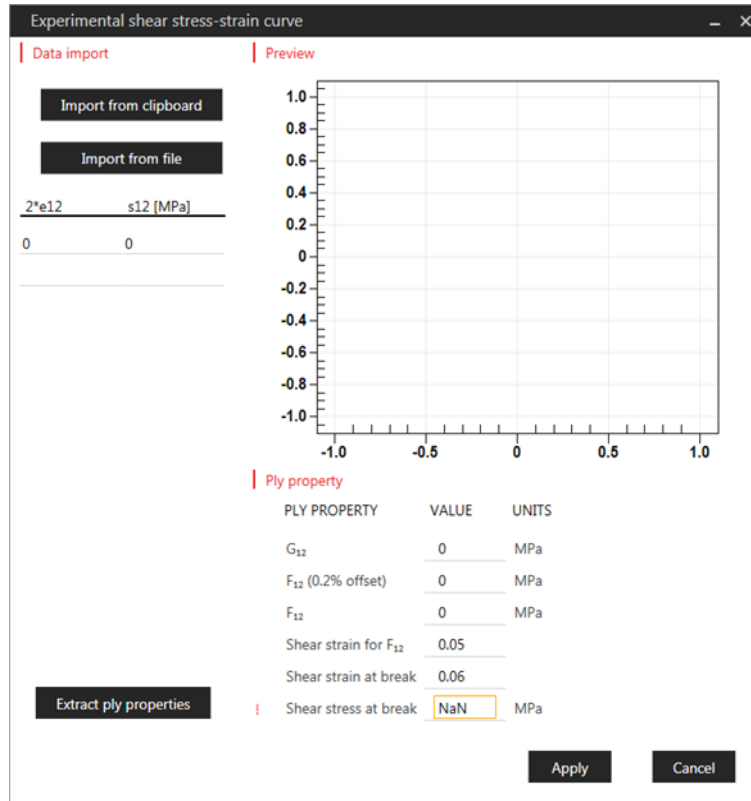 Experimental shear stress-strain curve
Data import
Import from clipboard
Import from file
2*e12 s12 [MPa]
0 0
Extract ply properties
Preview
1.0
0.8
0.6
0.4
0.2
0
-0.2
-0.4
-0.6
-0.8
-1.0
-1.0 -0.5 0 0.5 1.0
Ply property
PLY PROPERTY VALUE UNITS
G₁₂ 0 MPa
F₁₂ (0.2% offset) 0 MPa
F₁₂ 0 MPa
Shear strain for F₁₂ 0.05
Shear strain at break 0.06
! Shear stress at break NaN MPa
Apply Cancel